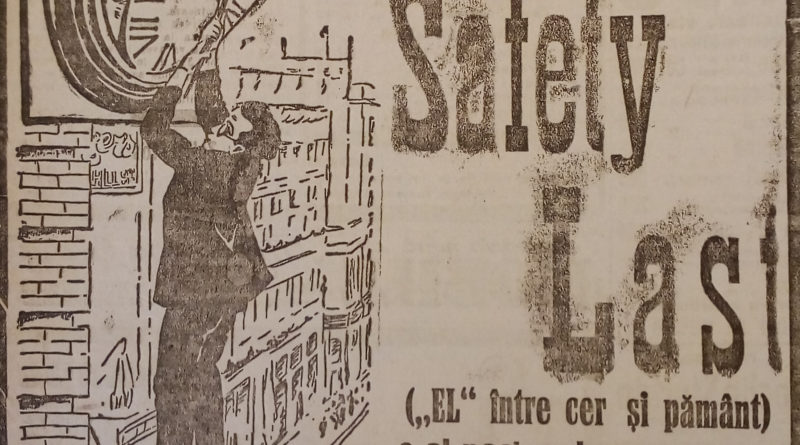 Safety
Last
(„EL“ între cer și pământ)